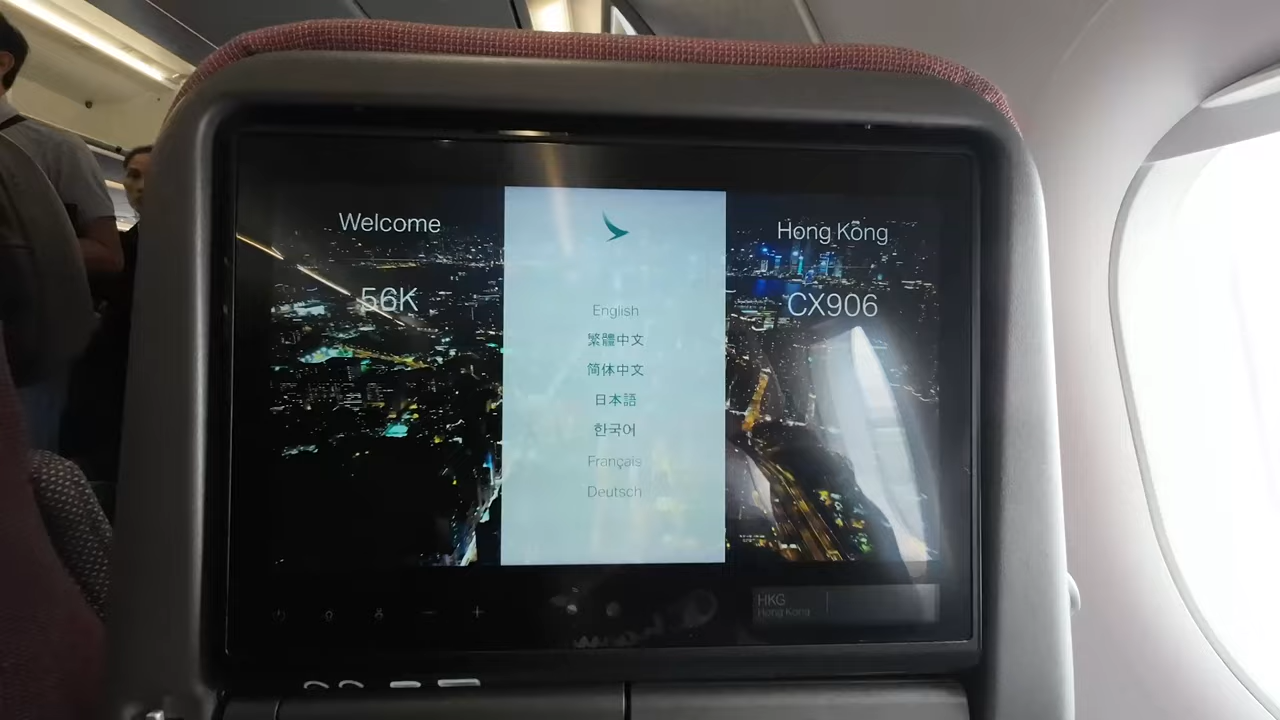 Welcome
56K
English
繁體中文
简体中文
日本語
한국어
Français
Deutsch
Hong Kong
CX906
HKG
Hong Kong